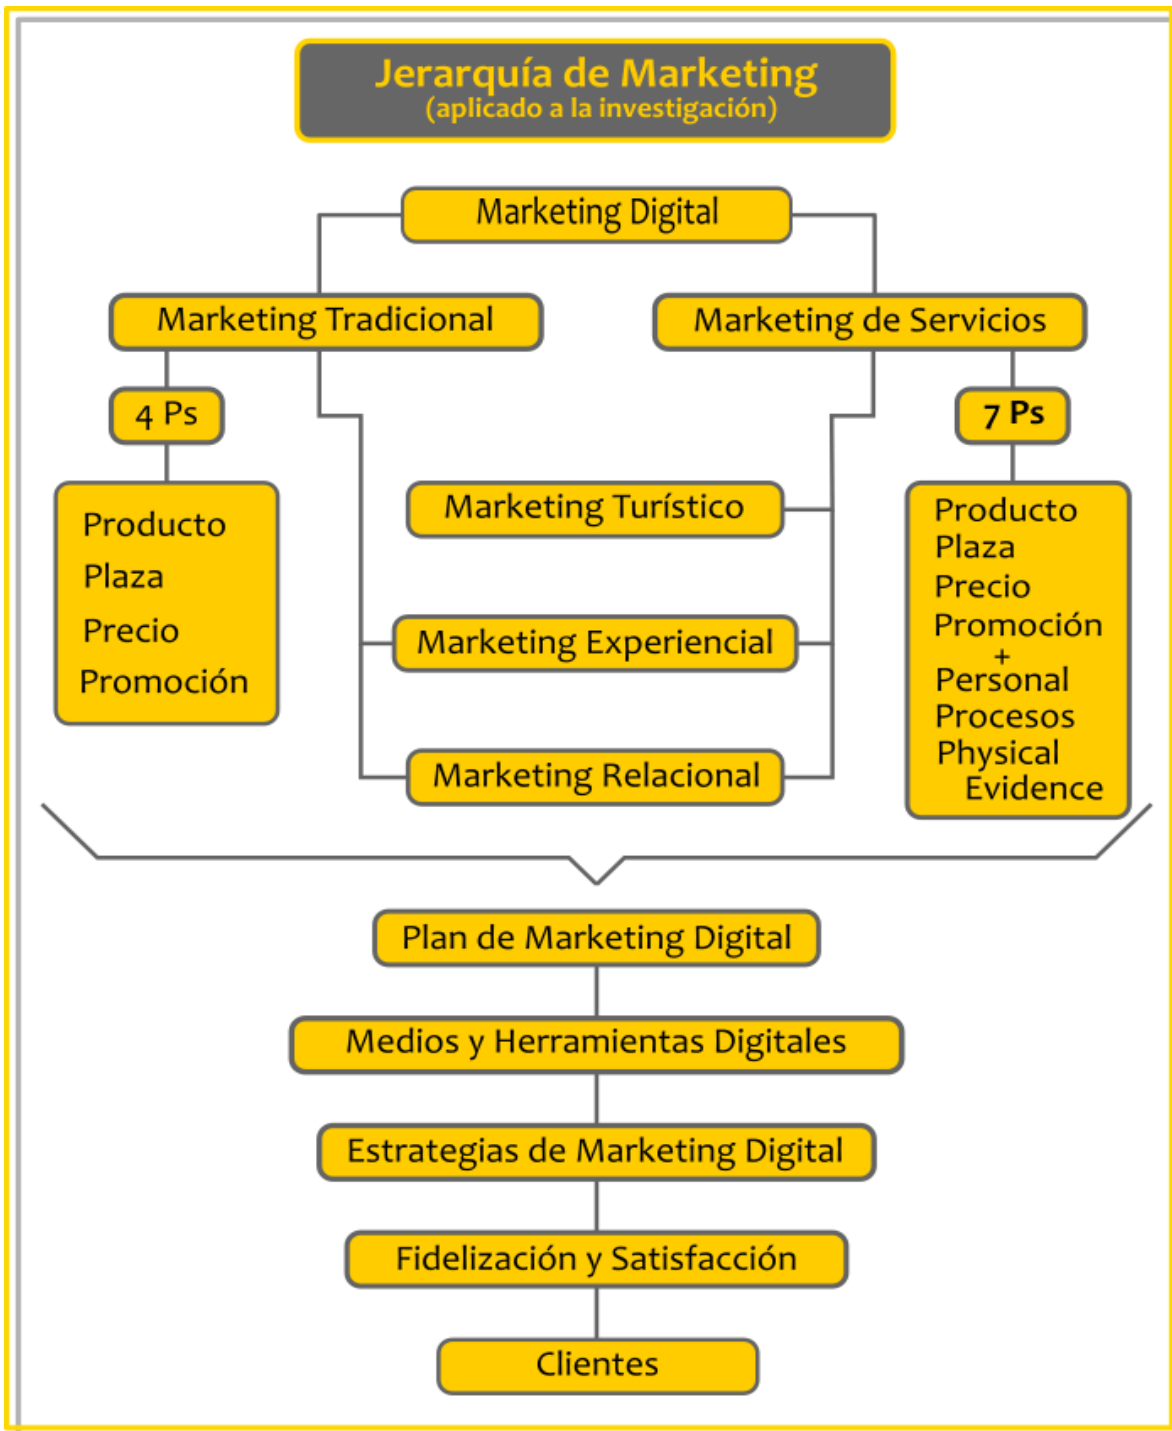 Jerarquía de Marketing
(aplicado a la investigación)
Marketing Digital
Marketing Tradicional
Marketing de Servicios
4 Ps
7 Ps
Producto
Plaza
Precio
Promoción
Marketing Turístico
Marketing Experiencial
Marketing Relacional
Producto
Plaza
Precio
Promoción
+
Personal
Procesos
Physical
Evidence
Plan de Marketing Digital
Medios y Herramientas Digitales
Estrategias de Marketing Digital
Fidelización y Satisfacción
Clientes